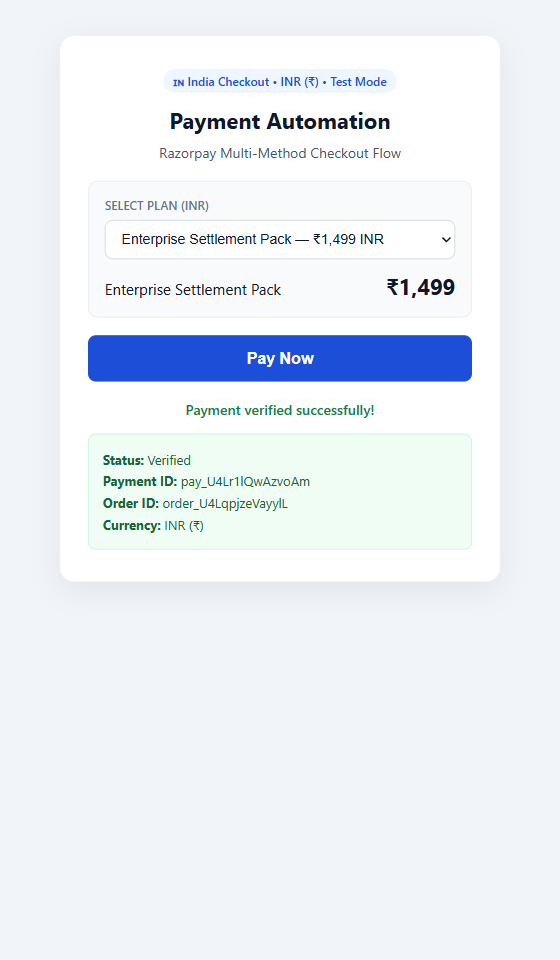 IN India Checkout • INR (₹) • Test Mode
Payment Automation
Razorpay Multi-Method Checkout Flow
SELECT PLAN (INR)
Enterprise Settlement Pack — ₹1,499 INR
Enterprise Settlement Pack ₹1,499
Pay Now
Payment verified successfully!
Status: Verified
Payment ID: pay_U4Lr1lQwAzvoAm
Order ID: order_U4LqpjzeVayylL
Currency: INR (₹)